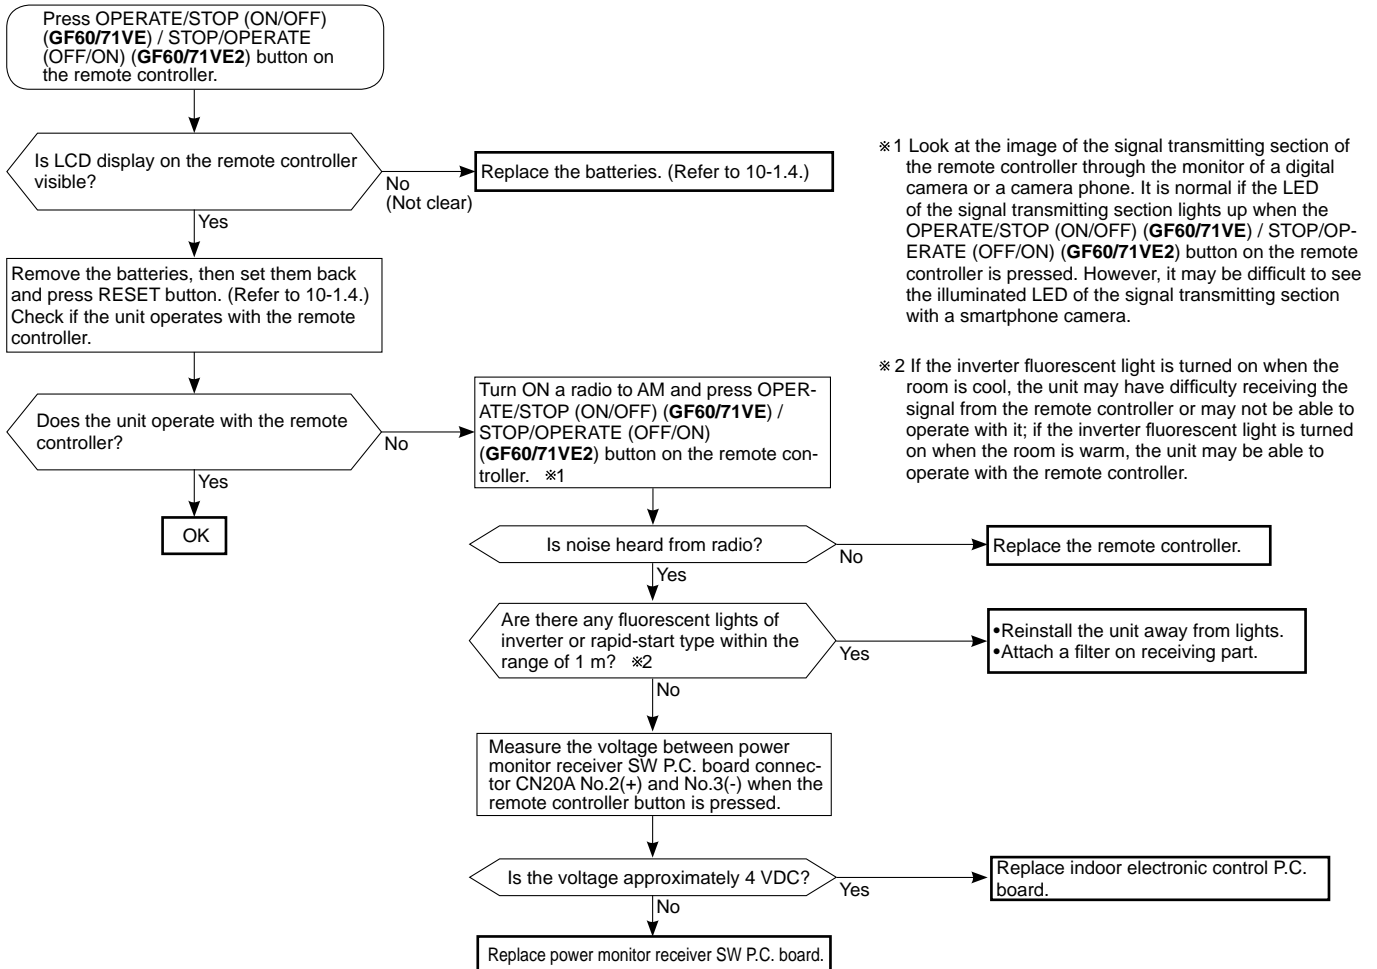 Press OPERATE/STOP (ON/OFF)
(GF60/71VE) / STOP/OPERATE
(OFF/ON) (GF60/71VE2) button on
the remote controller.
Is LCD display on the remote controller
visible?
No
(Not clear)
Replace the batteries. (Refer to 10-1.4.)
Yes
Remove the batteries, then set them back
and press RESET button. (Refer to 10-1.4.)
Check if the unit operates with the remote
controller.
Does the unit operate with the remote
controller?
No
Yes
OK
Turn ON a radio to AM and press OPER-
ATE/STOP (ON/OFF) (GF60/71VE) /
STOP/OPERATE (OFF/ON)
(GF60/71VE2) button on the remote con-
troller. ※1
Is noise heard from radio?
No
Replace the remote controller.
Yes
Are there any fluorescent lights of
inverter or rapid-start type within the
range of 1 m? ※2
Yes
•Reinstall the unit away from lights.
•Attach a filter on receiving part.
No
Measure the voltage between power
monitor receiver SW P.C. board connec-
tor CN20A No.2(+) and No.3(-) when the
remote controller button is pressed.
Is the voltage approximately 4 VDC?
Yes
Replace indoor electronic control P.C.
board.
No
Replace power monitor receiver SW P.C. board.
※1 Look at the image of the signal transmitting section of
the remote controller through the monitor of a digital
camera or a camera phone. It is normal if the LED
of the signal transmitting section lights up when the
OPERATE/STOP (ON/OFF) (GF60/71VE) / STOP/OP-
ERATE (OFF/ON) (GF60/71VE2) button on the remote
controller is pressed. However, it may be difficult to see
the illuminated LED of the signal transmitting section
with a smartphone camera.
※ 2 If the inverter fluorescent light is turned on when the
room is cool, the unit may have difficulty receiving the
signal from the remote controller or may not be able to
operate with it; if the inverter fluorescent light is turned
on when the room is warm, the unit may be able to
operate with the remote controller.